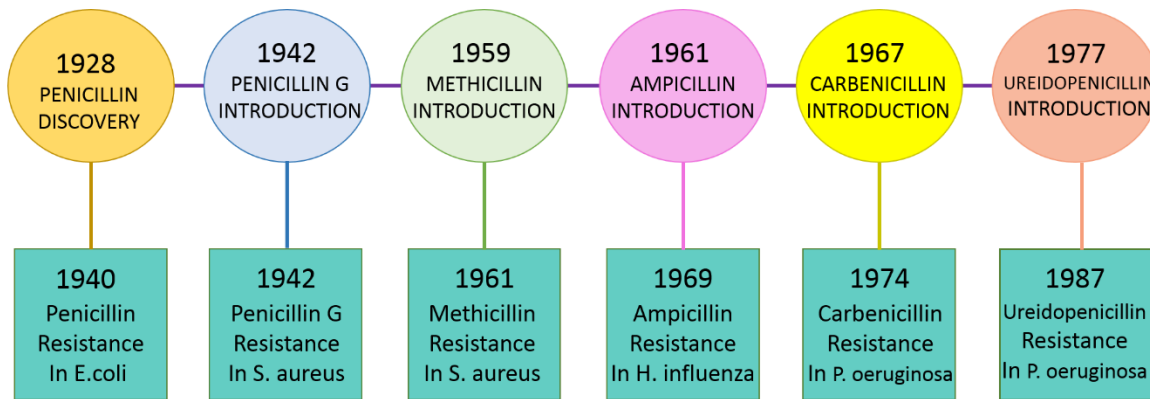 1928
PENICILLIN
DISCOVERY
1942
PENICILLIN G
INTRODUCTION
1959
METHICILLIN
INTRODUCTION
1961
AMPICILLIN
INTRODUCTION
1967
CARBENICILLIN
INTRODUCTION
1977
UREIDOPENICILLIN
INTRODUCTION
1940
Penicillin
Resistance
In E.coli
1942
Penicillin G
Resistance
In S. aureus
1961
Methicillin
Resistance
In S. aureus
1969
Ampicillin
Resistance
In H. influenza
1974
Carbenicillin
Resistance
In P. oeruginosa
1987
Ureidopenicillin
Resistance
In P. oeruginosa